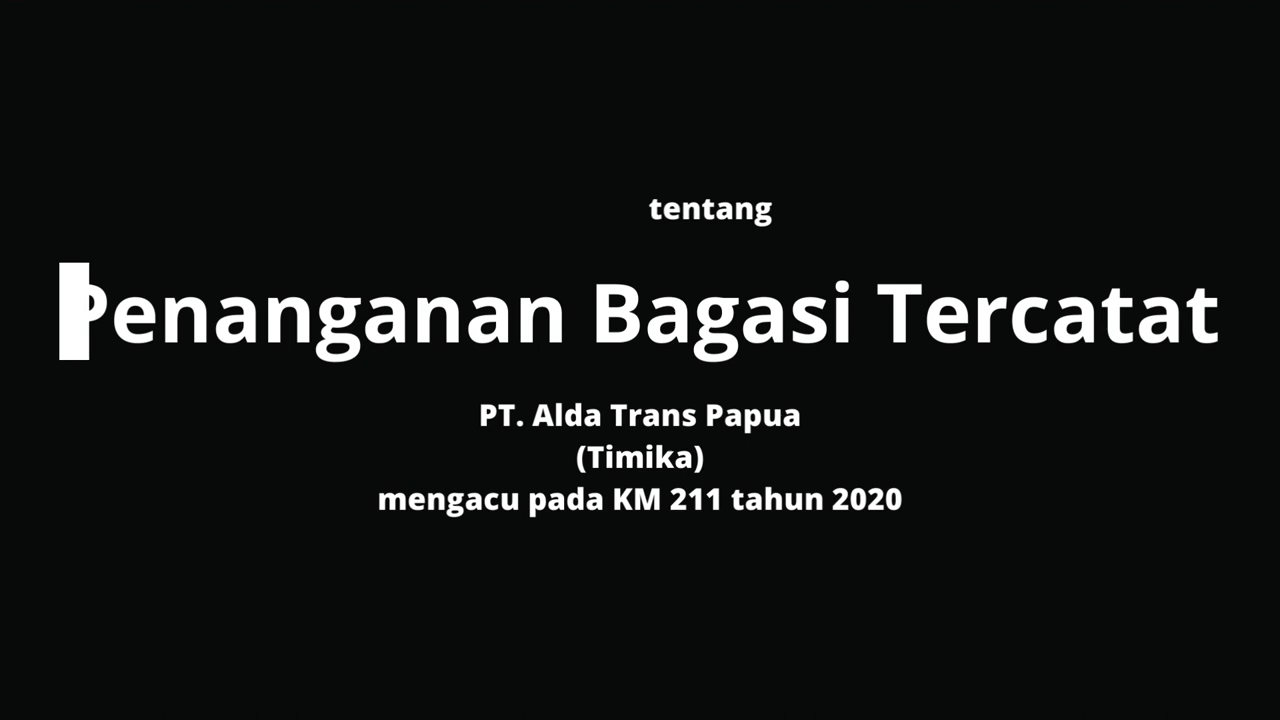 tentang
Penanganan Bagasi Tercatat
PT. Alda Trans Papua
(Timika)
mengacu pada KM 211 tahun 2020